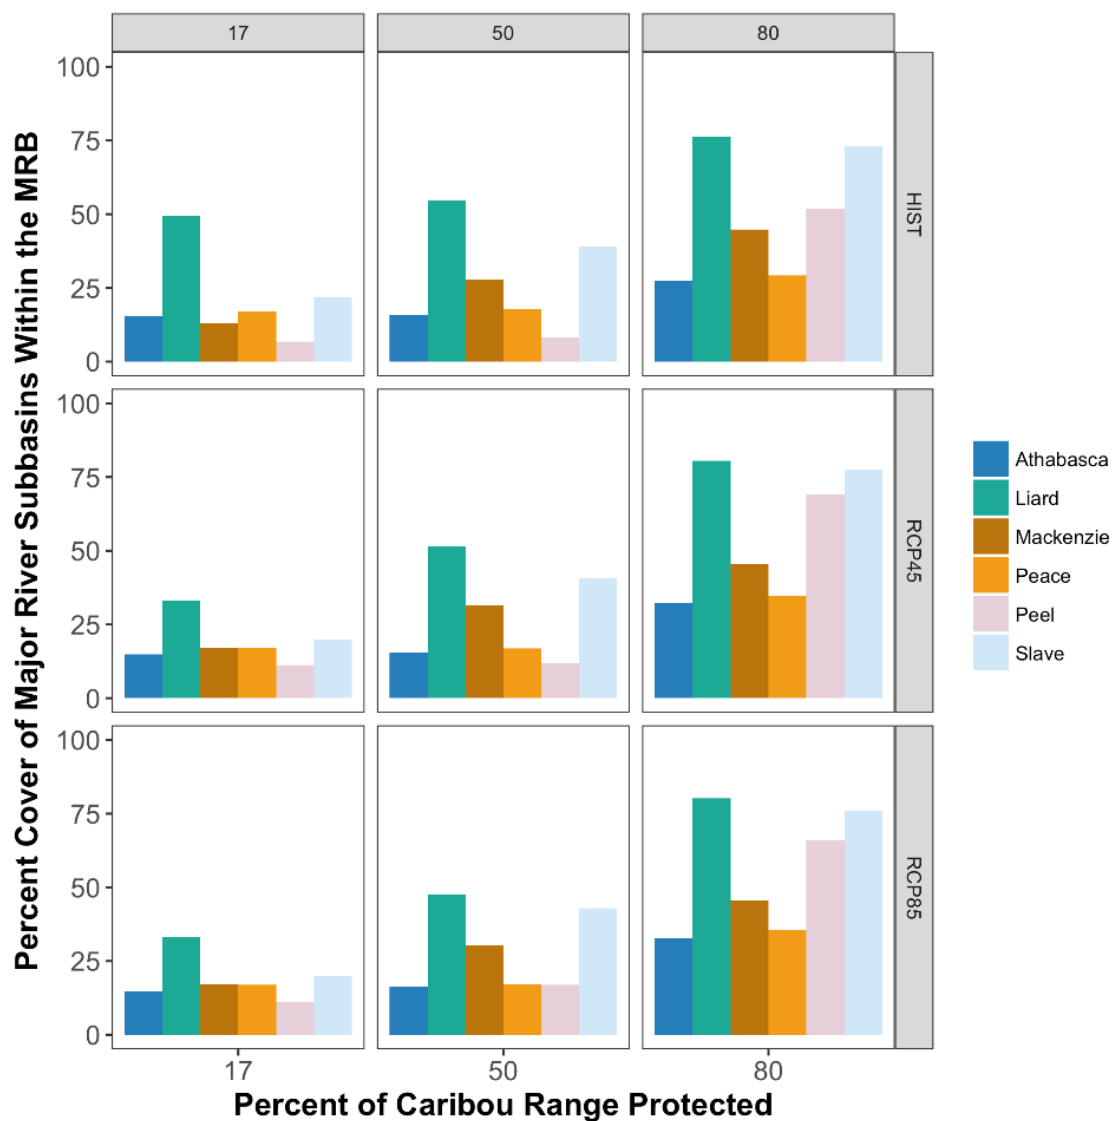 17 50 80
Percent Cover of Major River Subbasins Within the MRB
100
75
50
25
0
HIST
100
75
50
25
0
RCP45
100
75
50
25
0
RCP85
17 50 80
Percent of Caribou Range Protected
Athabasca
Liard
Mackenzie
Peace
Peel
Slave